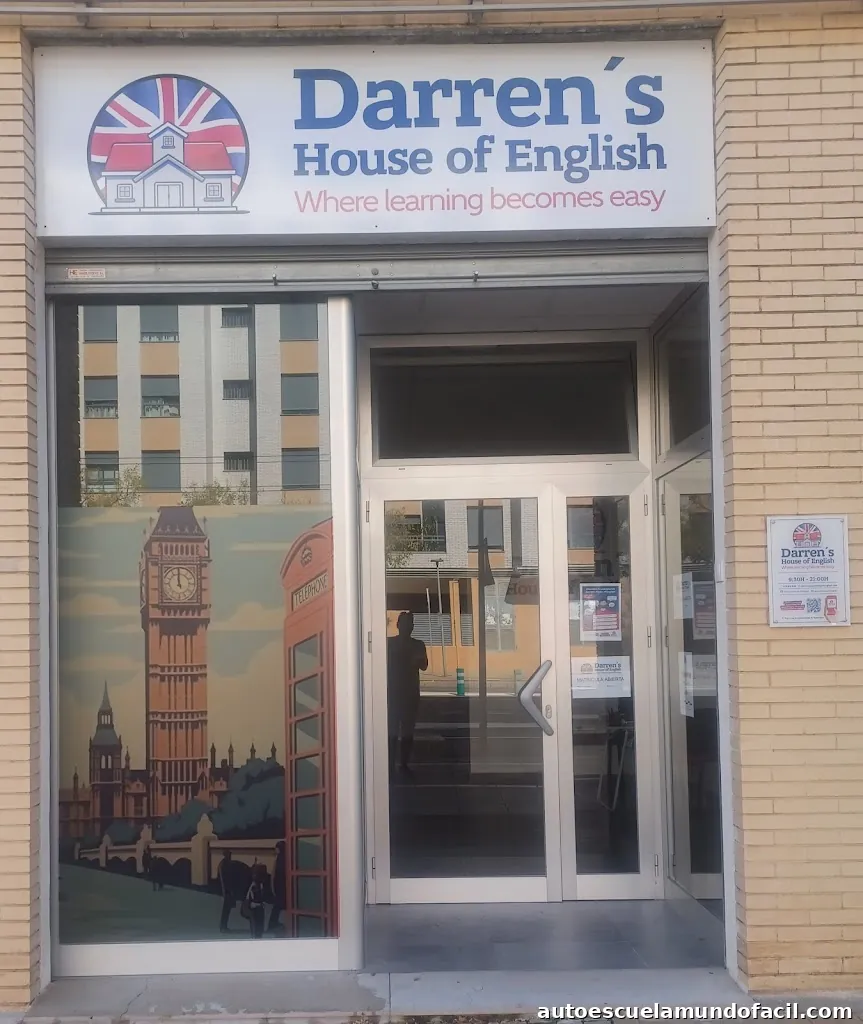 Darren´s
House of English
Where learning becomes easy
TELEPHONE
Darren's
House of English
Darren's
House of English
MATRÍCULA ABIERTA
autoescuelamundofacil.com